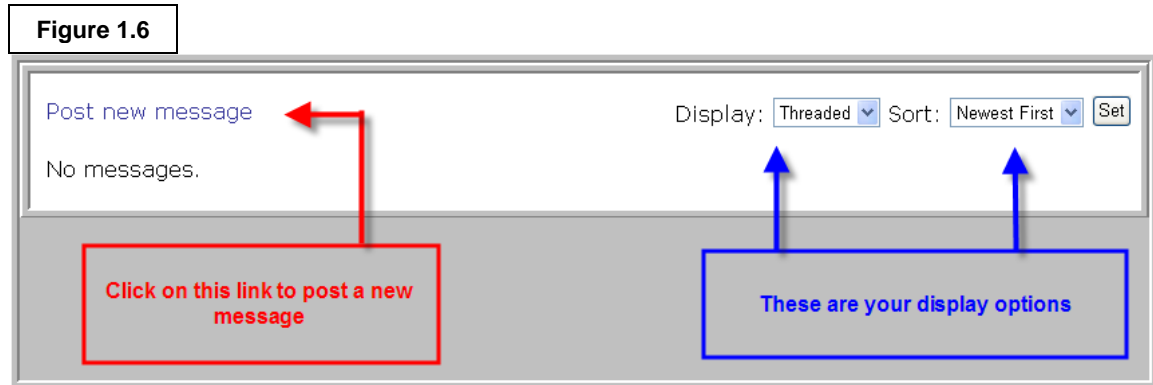 Figure 1.6
Post new message
Display: Threaded Sort: Newest First Set
No messages.
Click on this link to post a new
message
These are your display options